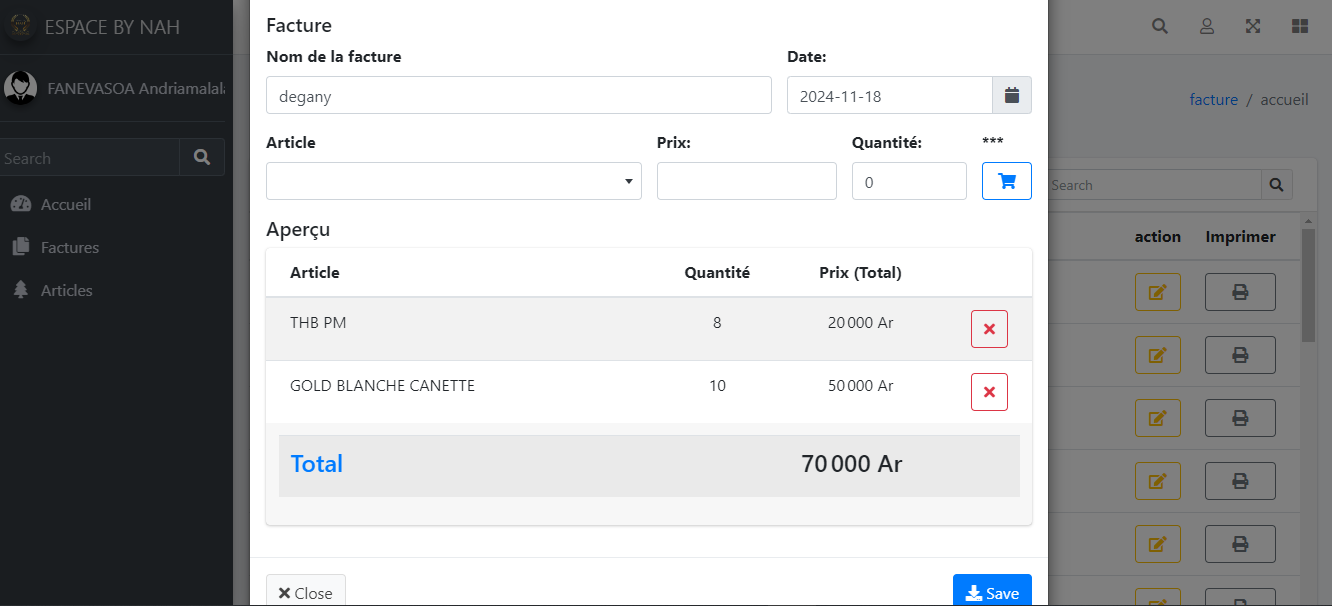 ESPACE BY NAH
FANEVASOA Andriamalala
Search
Accueil
Factures
Articles
Facture
Nom de la facture
Date:
degany
2024-11-18
Article
Prix:
Quantité:
***
0
Aperçu
Article
Quantité
Prix (Total)
THB PM
8
20 000 Ar
GOLD BLANCHE CANETTE
10
50 000 Ar
Total
70 000 Ar
Close
Save
facture / accueil
Search
action
Imprimer